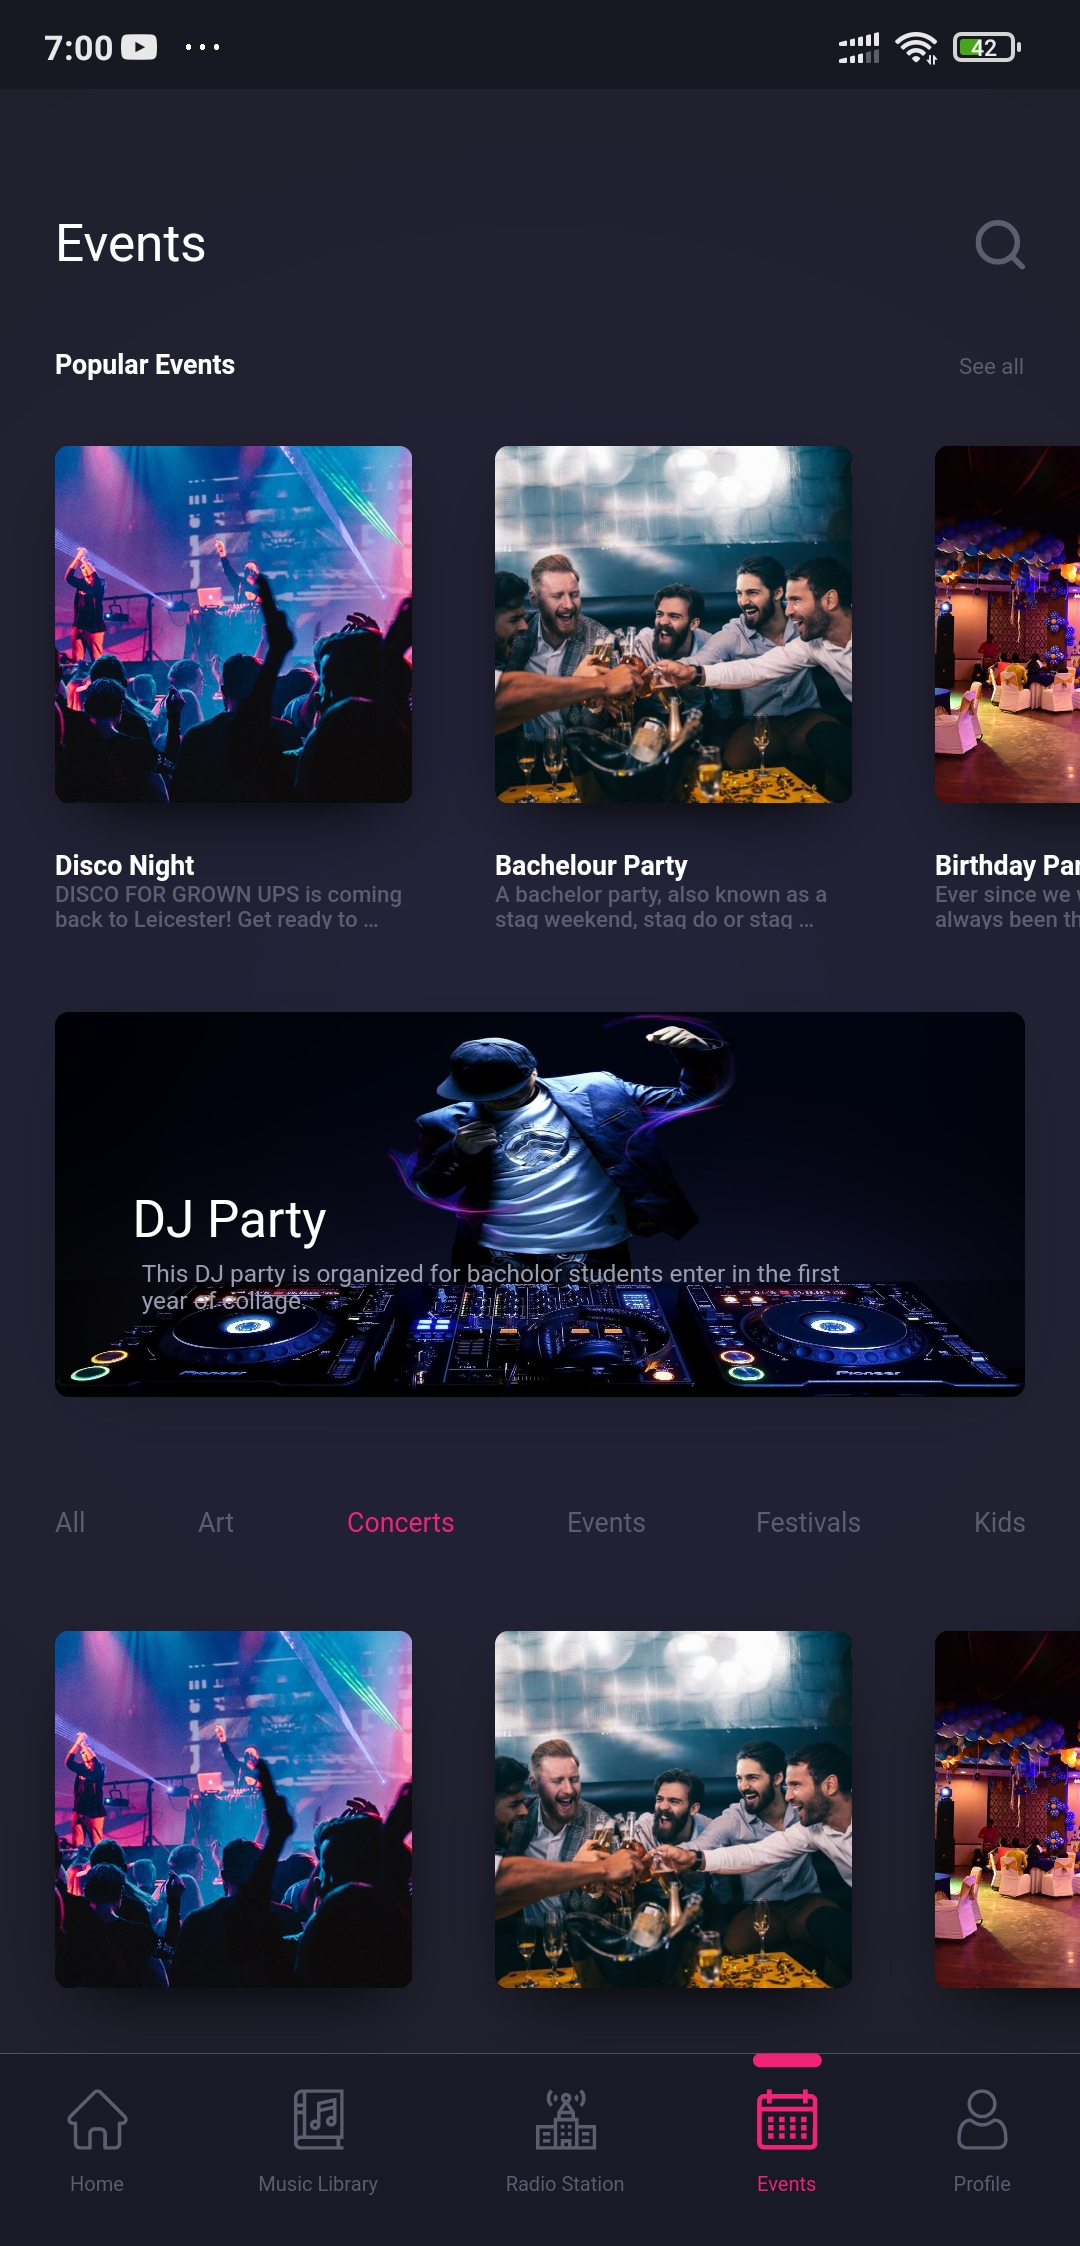 7:00
42
Events
Popular Events
See all
Disco Night
DISCO FOR GROWN UPS is coming
back to Leicester! Get ready to ...
Bachelour Party
A bachelor party, also known as a
stag weekend, stag do or stag ...
Birthday Par
Ever since we
always been th
DJ Party
This DJ party is organized for bacholor students enter in the first
year of collage.
Pioneer
Pioneer
All
Art
Concerts
Events
Festivals
Kids
Home
Music Library
Radio Station
Events
Profile